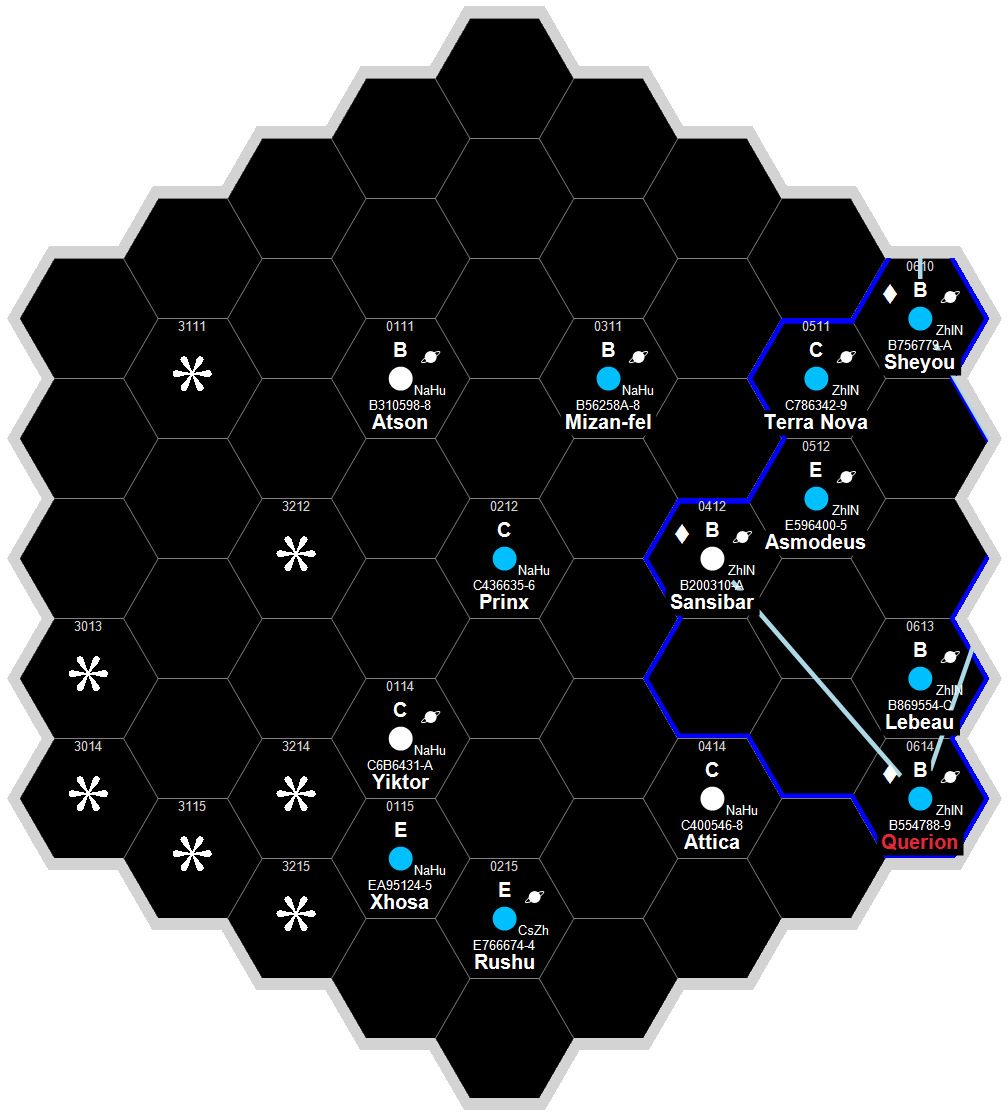 0610
B
ZhIN
B756779-A
Sheyou
3111
0111
B
NaHu
B310598-8
Atson
0311
B
NaHu
B56258A-8
Mizan-fel
0511
C
ZhIN
C786342-9
Terra Nova
0512
E
ZhIN
E596400-5
Asmodeus
3212
0212
C
NaHu
C436635-6
Prinx
0412
B
ZhIN
B200310-A
Sansibar
3013
0613
B
ZhIN
B869554-C
Lebeau
0114
C
NaHu
C6B6431-A
Yiktor
3014
3214
0414
C
NaHu
C400546-8
Attica
0614
B
ZhIN
B554788-9
Querion
3115
0115
E
NaHu
EA95124-5
Xhosa
3215
0215
E
CsZh
E766674-4
Rushu